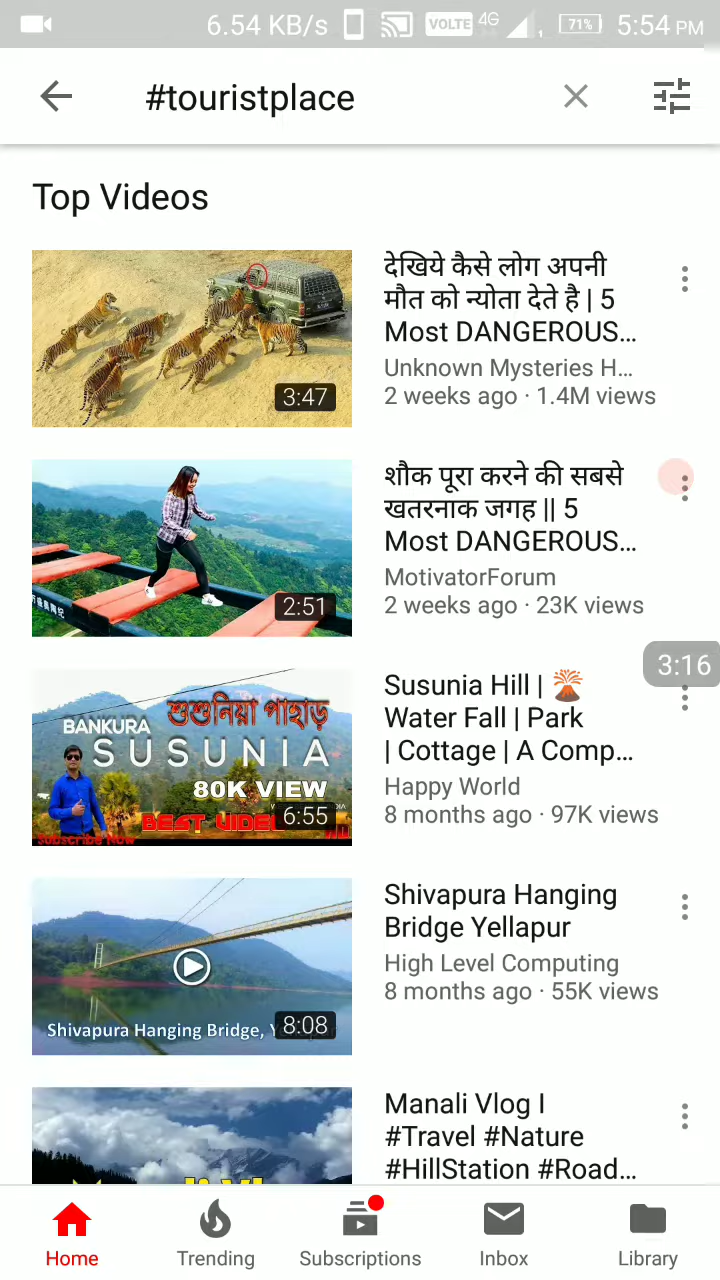 6.54 KB/s VOLTE 4G 71% 5:54 PM
#touristplace
Top Videos
3:47
देखिये कैसे लोग अपनी
मौत को न्योता देते है | 5
Most DANGEROUS...
Unknown Mysteries H...
2 weeks ago · 1.4M views
2:51
शौक पूरा करने की सबसे
खतरनाक जगह || 5
Most DANGEROUS...
MotivatorForum
2 weeks ago · 23K views
3:16
BANKURA শুশুনিয়া পাহাড়
SUSUNIA
80K VIEW
BEST VIDEO
6:55
Subscribe Now
Susunia Hill | 🌋
Water Fall | Park
| Cottage | A Comp...
Happy World
8 months ago · 97K views
Shivapura Hanging Bridge,
8:08
Shivapura Hanging
Bridge Yellapur
High Level Computing
8 months ago · 55K views
Manali Vlog I
#Travel #Nature
#HillStation #Road...
Home Trending Subscriptions Inbox Library